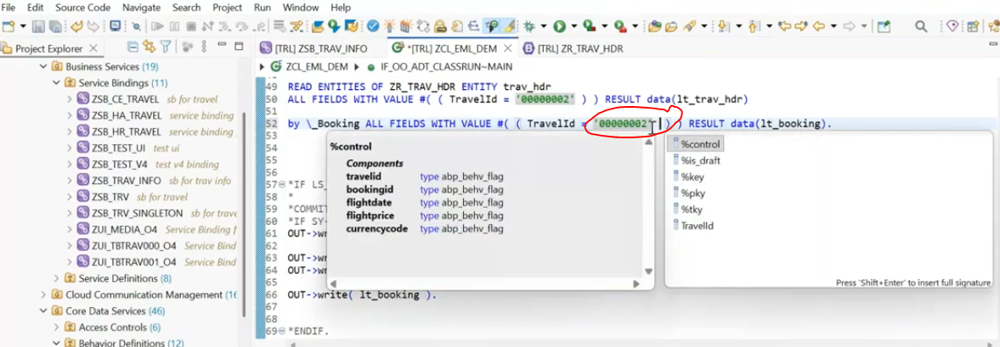 File Edit Source Code Navigate Search Project Run Window Help
Project Explorer
[TRL] ZSB_TRAV_INFO
*[TRL] ZCL_EML_DEM
[TRL] ZR_TRAV_HDR
ZCL_EML_DEM IF_OO_ADT_CLASSRUN~MAIN
Business Services (19)
Service Bindings (11)
ZSB_CE_TRAVEL sb for travel
ZSB_HA_TRAVEL service binding
ZSB_HR_TRAVEL service binding
ZSB_TEST_UI test ui
ZSB_TEST_V4 test v4 binding
ZSB_TRAV_INFO sb for trav info
ZSB_TRV sb for travel
ZSB_TRV_SINGLETON sb for trave
ZUI_MEDIA_O4 Service Binding f
ZUI_TBTRAV000_O4 Service Bind
ZUI_TBTRAV001_O4 Service Bind
Service Definitions (8)
Cloud Communication Management (16
Core Data Services (46)
Access Controls (6)
Behavior Definitions (12)
49 READ ENTITIES OF ZR_TRAV_HDR ENTITY trav_hdr
50 ALL FIELDS WITH VALUE #( ( TravelId = '00000002' ) ) RESULT data(lt_trav_hdr)
51
52 by \_Booking ALL FIELDS WITH VALUE #( ( TravelId = '00000002' ) ) RESULT data(lt_booking).
53
54
55
56
57 *IF LS_
58 *
59 *COMMIT
60 *IF SY-
61 OUT->wr
62
63 OUT->wr
64 OUT->wr
65
66 OUT->write( lt_booking ).
67
68
69 *ENDIF.
%control
Components
travelid type abp_behv_flag
bookingid type abp_behv_flag
flightdate type abp_behv_flag
flightprice type abp_behv_flag
currencycode type abp_behv_flag
%control
%is_draft
%key
%pky
%tky
TravelId
Press 'Shift+Enter' to insert full signature